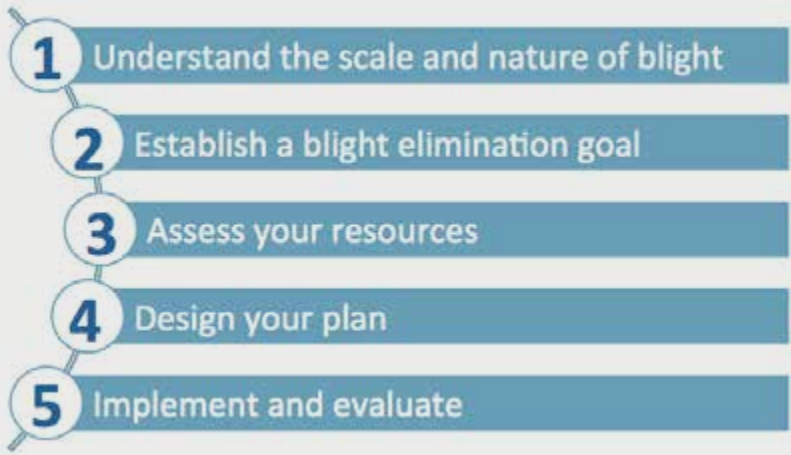 1 Understand the scale and nature of blight
2 Establish a blight elimination goal
3 Assess your resources
4 Design your plan
5 Implement and evaluate